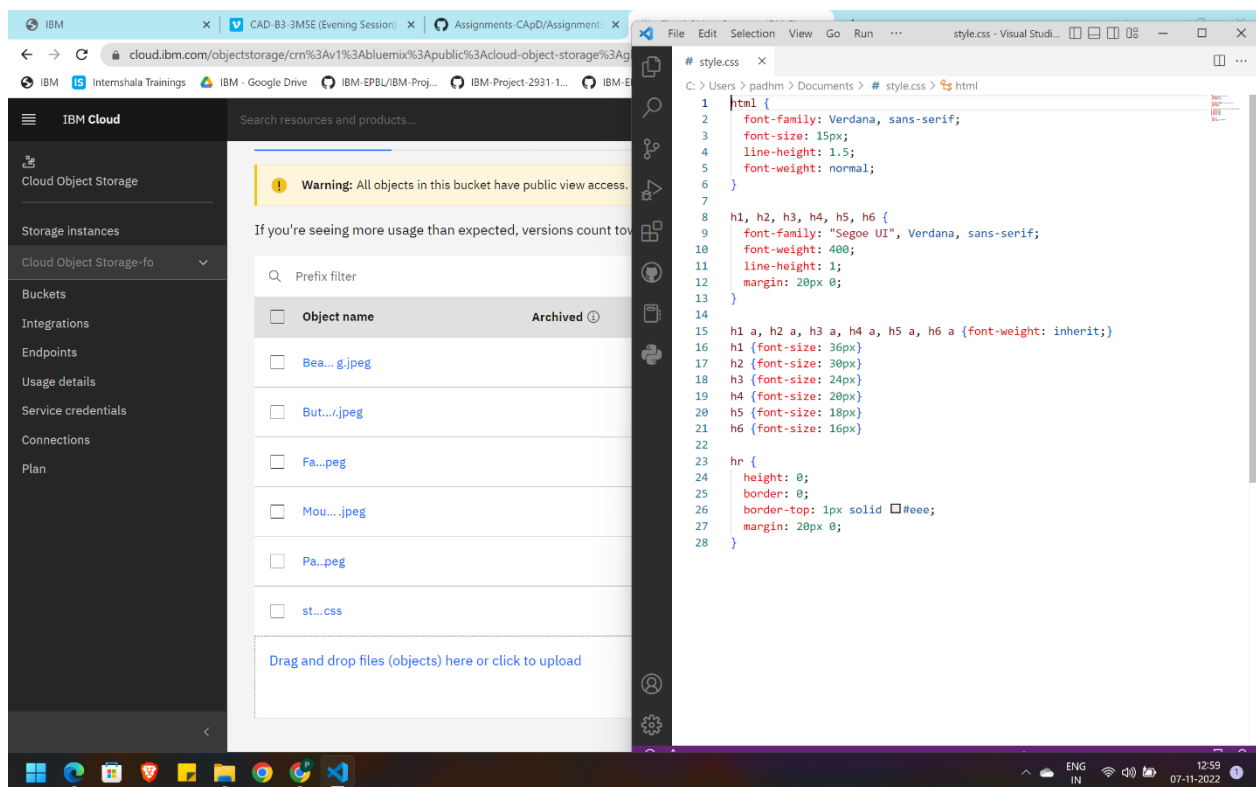 IBM
CAD-B3-3M5E (Evening Session)
Assignments-CApD/Assignment
cloud.ibm.com/objectstorage/crn%3Av1%3Abluemix%3Apublic%3Acloud-object-storage%3Ag
IBM
IS Internshala Trainings
IBM - Google Drive
IBM-EPBL/IBM-Proj...
IBM-Project-2931-1...
IBM-E
IBM Cloud
Search resources and products...
Cloud Object Storage
Storage instances
Cloud Object Storage-fo
Buckets
Integrations
Endpoints
Usage details
Service credentials
Connections
Plan
Warning: All objects in this bucket have public view access.
If you're seeing more usage than expected, versions count tow
Prefix filter
Object name Archived
Bea... g.jpeg
But.../.jpeg
Fa...peg
Mou... .jpeg
Pa...peg
st...css
Drag and drop files (objects) here or click to upload
File Edit Selection View Go Run ··· style.css - Visual Studi...
# style.css
C: > Users > padhm > Documents > # style.css > html
1 html {
2 font-family: Verdana, sans-serif;
3 font-size: 15px;
4 line-height: 1.5;
5 font-weight: normal;
6 }
7
8 h1, h2, h3, h4, h5, h6 {
9 font-family: "Segoe UI", Verdana, sans-serif;
10 font-weight: 400;
11 line-height: 1;
12 margin: 20px 0;
13 }
14
15 h1 a, h2 a, h3 a, h4 a, h5 a, h6 a {font-weight: inherit;}
16 h1 {font-size: 36px}
17 h2 {font-size: 30px}
18 h3 {font-size: 24px}
19 h4 {font-size: 20px}
20 h5 {font-size: 18px}
21 h6 {font-size: 16px}
22
23 hr {
24 height: 0;
25 border: 0;
26 border-top: 1px solid #eee;
27 margin: 20px 0;
28 }
ENG
IN
12:59
07-11-2022
1